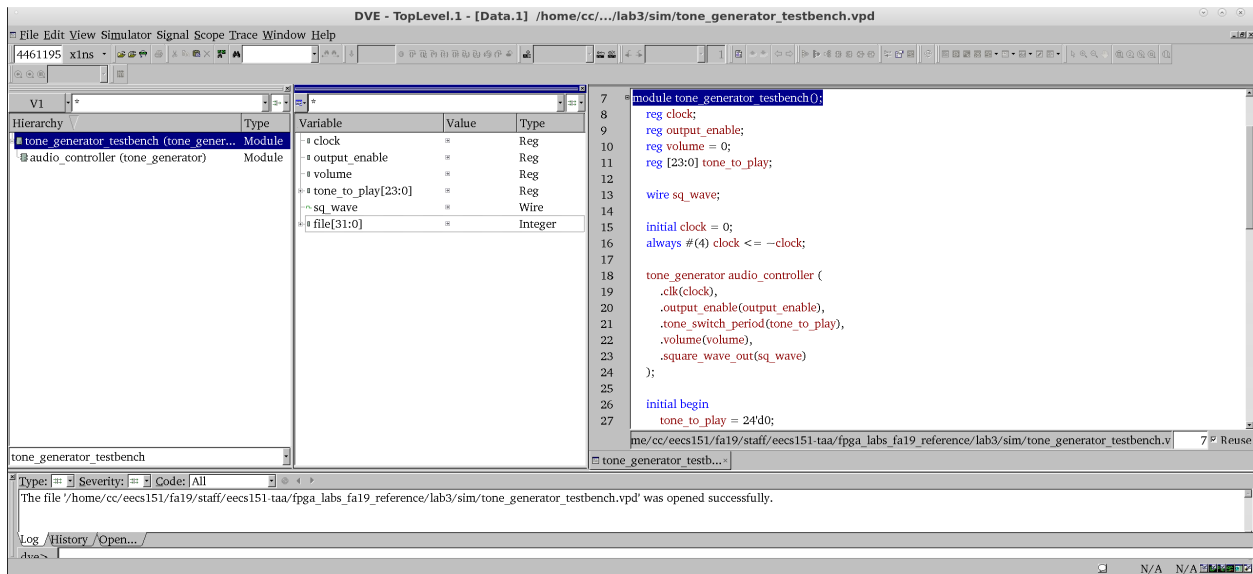 DVE - TopLevel.1 - [Data.1] /home/cc/.../lab3/sim/tone_generator_testbench.vpd
File Edit View Simulator Signal Scope Trace Window Help
4461195 x1ns
V1 *
Hierarchy Type
tone_generator_testbench (tone_gener... Module
audio_controller (tone_generator) Module
tone_generator_testbench
*
Variable Value Type
clock Reg
output_enable Reg
volume Reg
tone_to_play[23:0] Reg
sq_wave Wire
file[31:0] Integer
7 module tone_generator_testbench();
8 reg clock;
9 reg output_enable;
10 reg volume = 0;
11 reg [23:0] tone_to_play;
12
13 wire sq_wave;
14
15 initial clock = 0;
16 always #(4) clock <= ~clock;
17
18 tone_generator audio_controller (
19 .clk(clock),
20 .output_enable(output_enable),
21 .tone_switch_period(tone_to_play),
22 .volume(volume),
23 .square_wave_out(sq_wave)
24 );
25
26 initial begin
27 tone_to_play = 24'd0;
me/cc/eecs151/fa19/staff/eecs151-taa/fpga_labs_fa19_reference/lab3/sim/tone_generator_testbench.v 7 Reuse
tone_generator_testb...
Type: Severity: Code: All
The file '/home/cc/eecs151/fa19/staff/eecs151-taa/fpga_labs_fa19_reference/lab3/sim/tone_generator_testbench.vpd' was opened successfully.
Log History Open...
dve>
N/A N/A